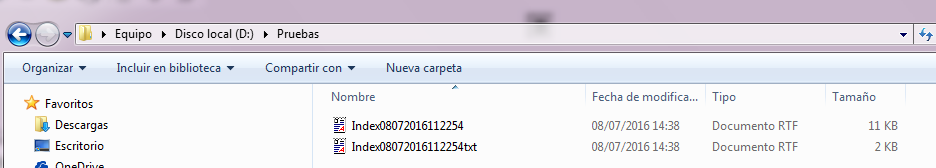 Equipo Disco local (D:) Pruebas
Organizar Incluir en biblioteca Compartir con Nueva carpeta
Favoritos
Descargas
Escritorio
OneDrive
Nombre Fecha de modifica... Tipo Tamaño
Index08072016112254 08/07/2016 14:38 Documento RTF 11 KB
Index08072016112254txt 08/07/2016 14:38 Documento RTF 2 KB